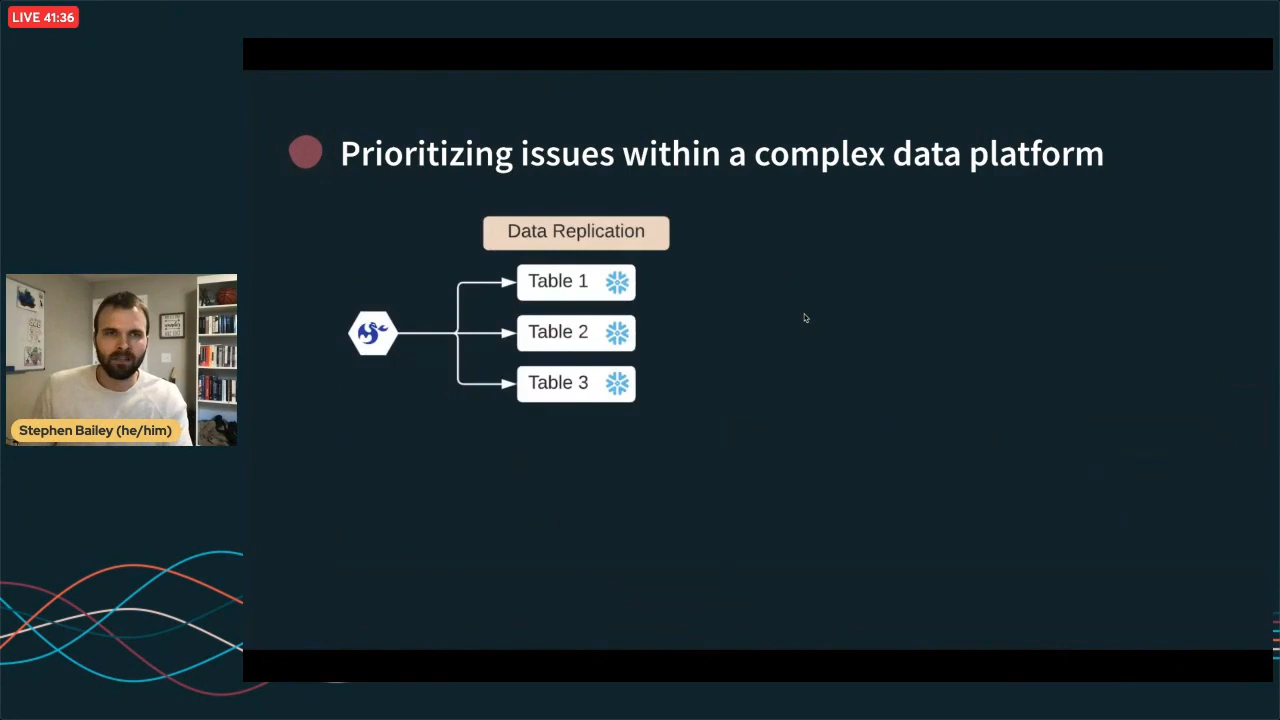 LIVE 41:36
Prioritizing issues within a complex data platform
Data Replication
Table 1
Table 2
Table 3
Stephen Bailey (he/him)